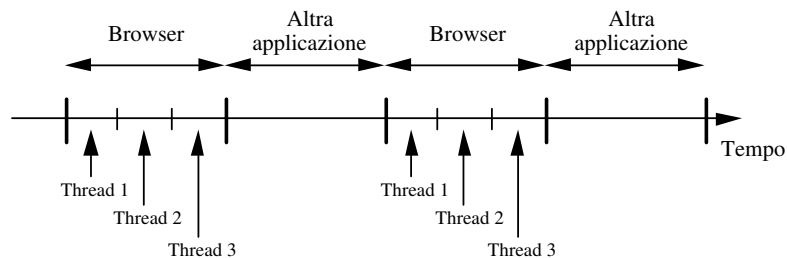 Browser
Altra
applicazione
Browser
Altra
applicazione
Tempo
Thread 1
Thread 2
Thread 3
Thread 1
Thread 2
Thread 3